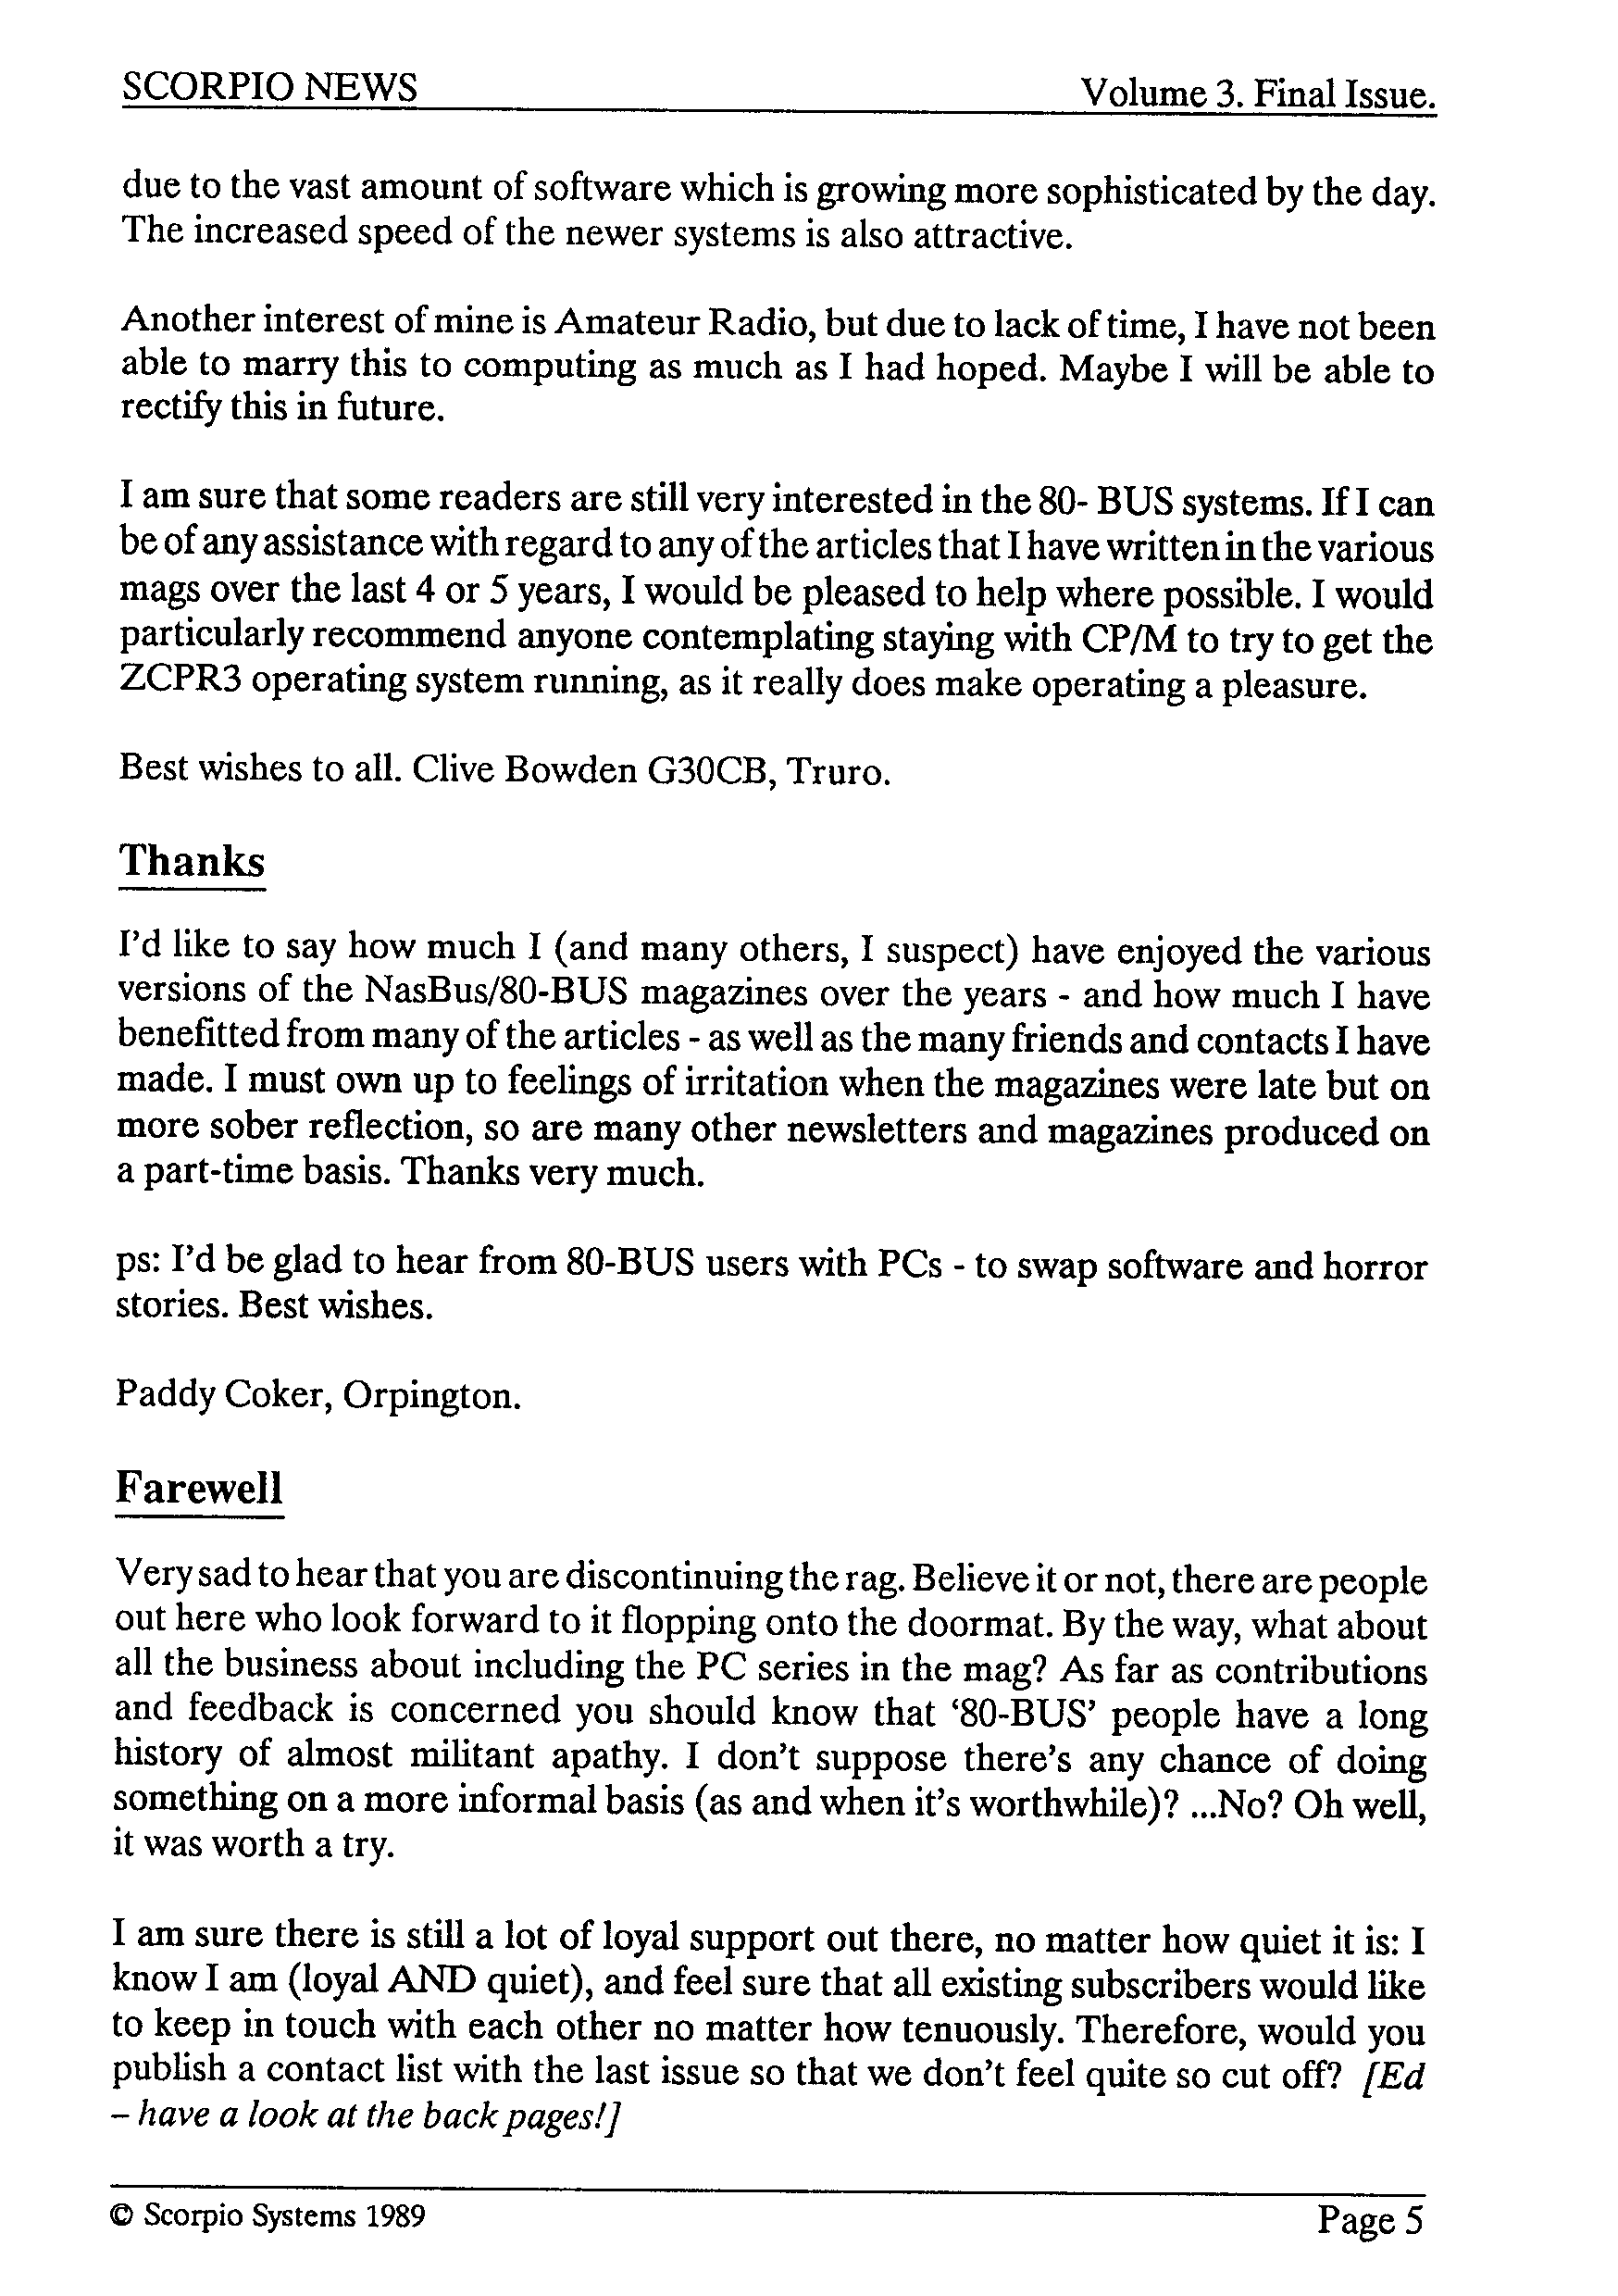 SCORPIO NEWS Volume 3. Final Issue.
due to the vast amount of software which is growing more sophisticated by the day.
The increased speed of the newer systems is also attractive.
Another interest of mine is Amateur Radio, but due to lack of time, I have not been
able to marry this to computing as much as I had hoped. Maybe I will be able to
rectify this in future.
I am sure that some readers are still very interested in the 80- BUS systems. If I can
be of any assistance with regard to any of the articles that I have written in the various
mags over the last 4 or 5 years, I would be pleased to help where possible. I would
particularly recommend anyone contemplating staying with CP/M to try to get the
ZCPR3 operating system running, as it really does make operating a pleasure.
Best wishes to all. Clive Bowden G3OCB, Truro.
Thanks
I'd like to say how much I (and many others, I suspect) have enjoyed the various
versions of the NasBus/80-BUS magazines over the years - and how much I have
benefitted from many of the articles - as well as the many friends and contacts I have
made. I must own up to feelings of irritation when the magazines were late but on
more sober reflection, so are many other newsletters and magazines produced on
a part-time basis. Thanks very much.
ps: I'd be glad to hear from 80-BUS users with PCs - to swap software and horror
stories. Best wishes.
Paddy Coker, Orpington.
Farewell
Very sad to hear that you are discontinuing the rag. Believe it or not, there are people
out here who look forward to it flopping onto the doormat. By the way, what about
all the business about including the PC series in the mag? As far as contributions
and feedback is concerned you should know that '80-BUS' people have a long
history of almost militant apathy. I don't suppose there's any chance of doing
something on a more informal basis (as and when it's worthwhile)? ...No? Oh well,
it was worth a try.
I am sure there is still a lot of loyal support out there, no matter how quiet it is: I
know I am (loyal AND quiet), and feel sure that all existing subscribers would like
to keep in touch with each other no matter how tenuously. Therefore, would you
publish a contact list with the last issue so that we don't feel quite so cut off? [Ed
– have a look at the back pages!]
© Scorpio Systems 1989 Page 5